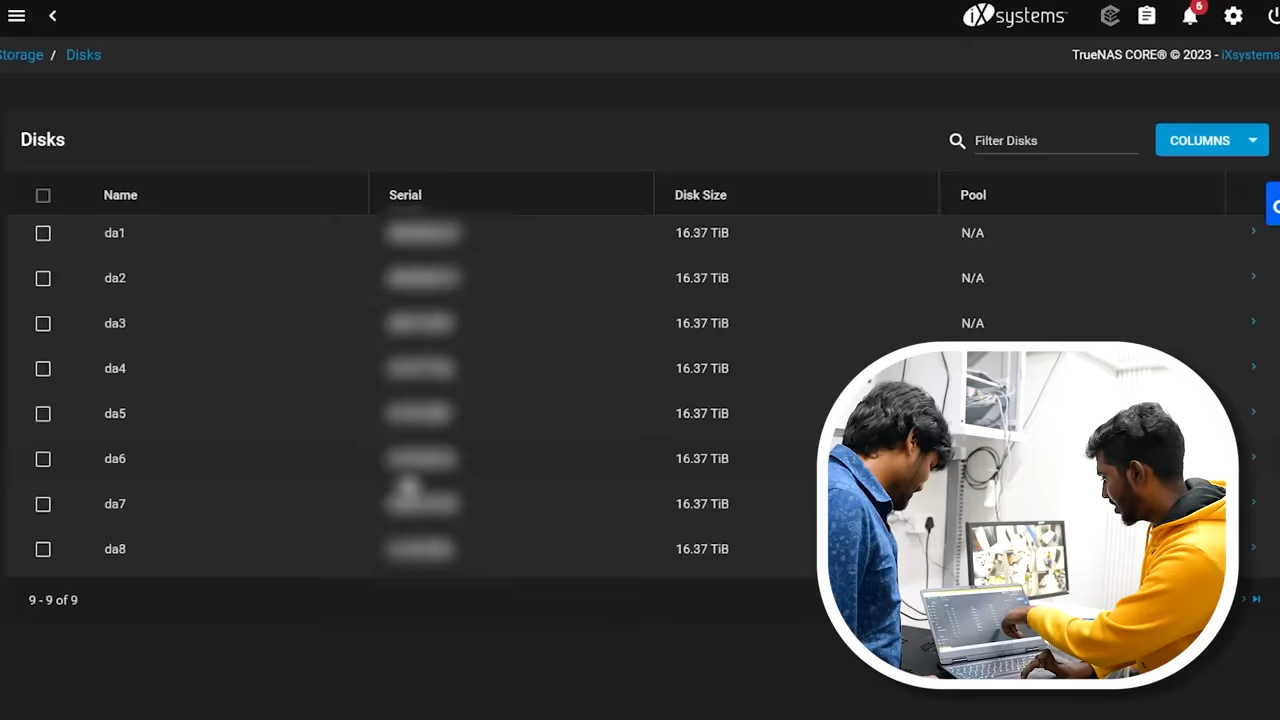 iXsystems
6
Storage / Disks
TrueNAS CORE® © 2023 - iXsystems
Disks
Filter Disks
COLUMNS
Name Serial Disk Size Pool
da1 16.37 TiB N/A
da2 16.37 TiB N/A
da3 16.37 TiB N/A
da4 16.37 TiB
da5 16.37 TiB
da6 16.37 TiB
da7 16.37 TiB
da8 16.37 TiB
9 - 9 of 9